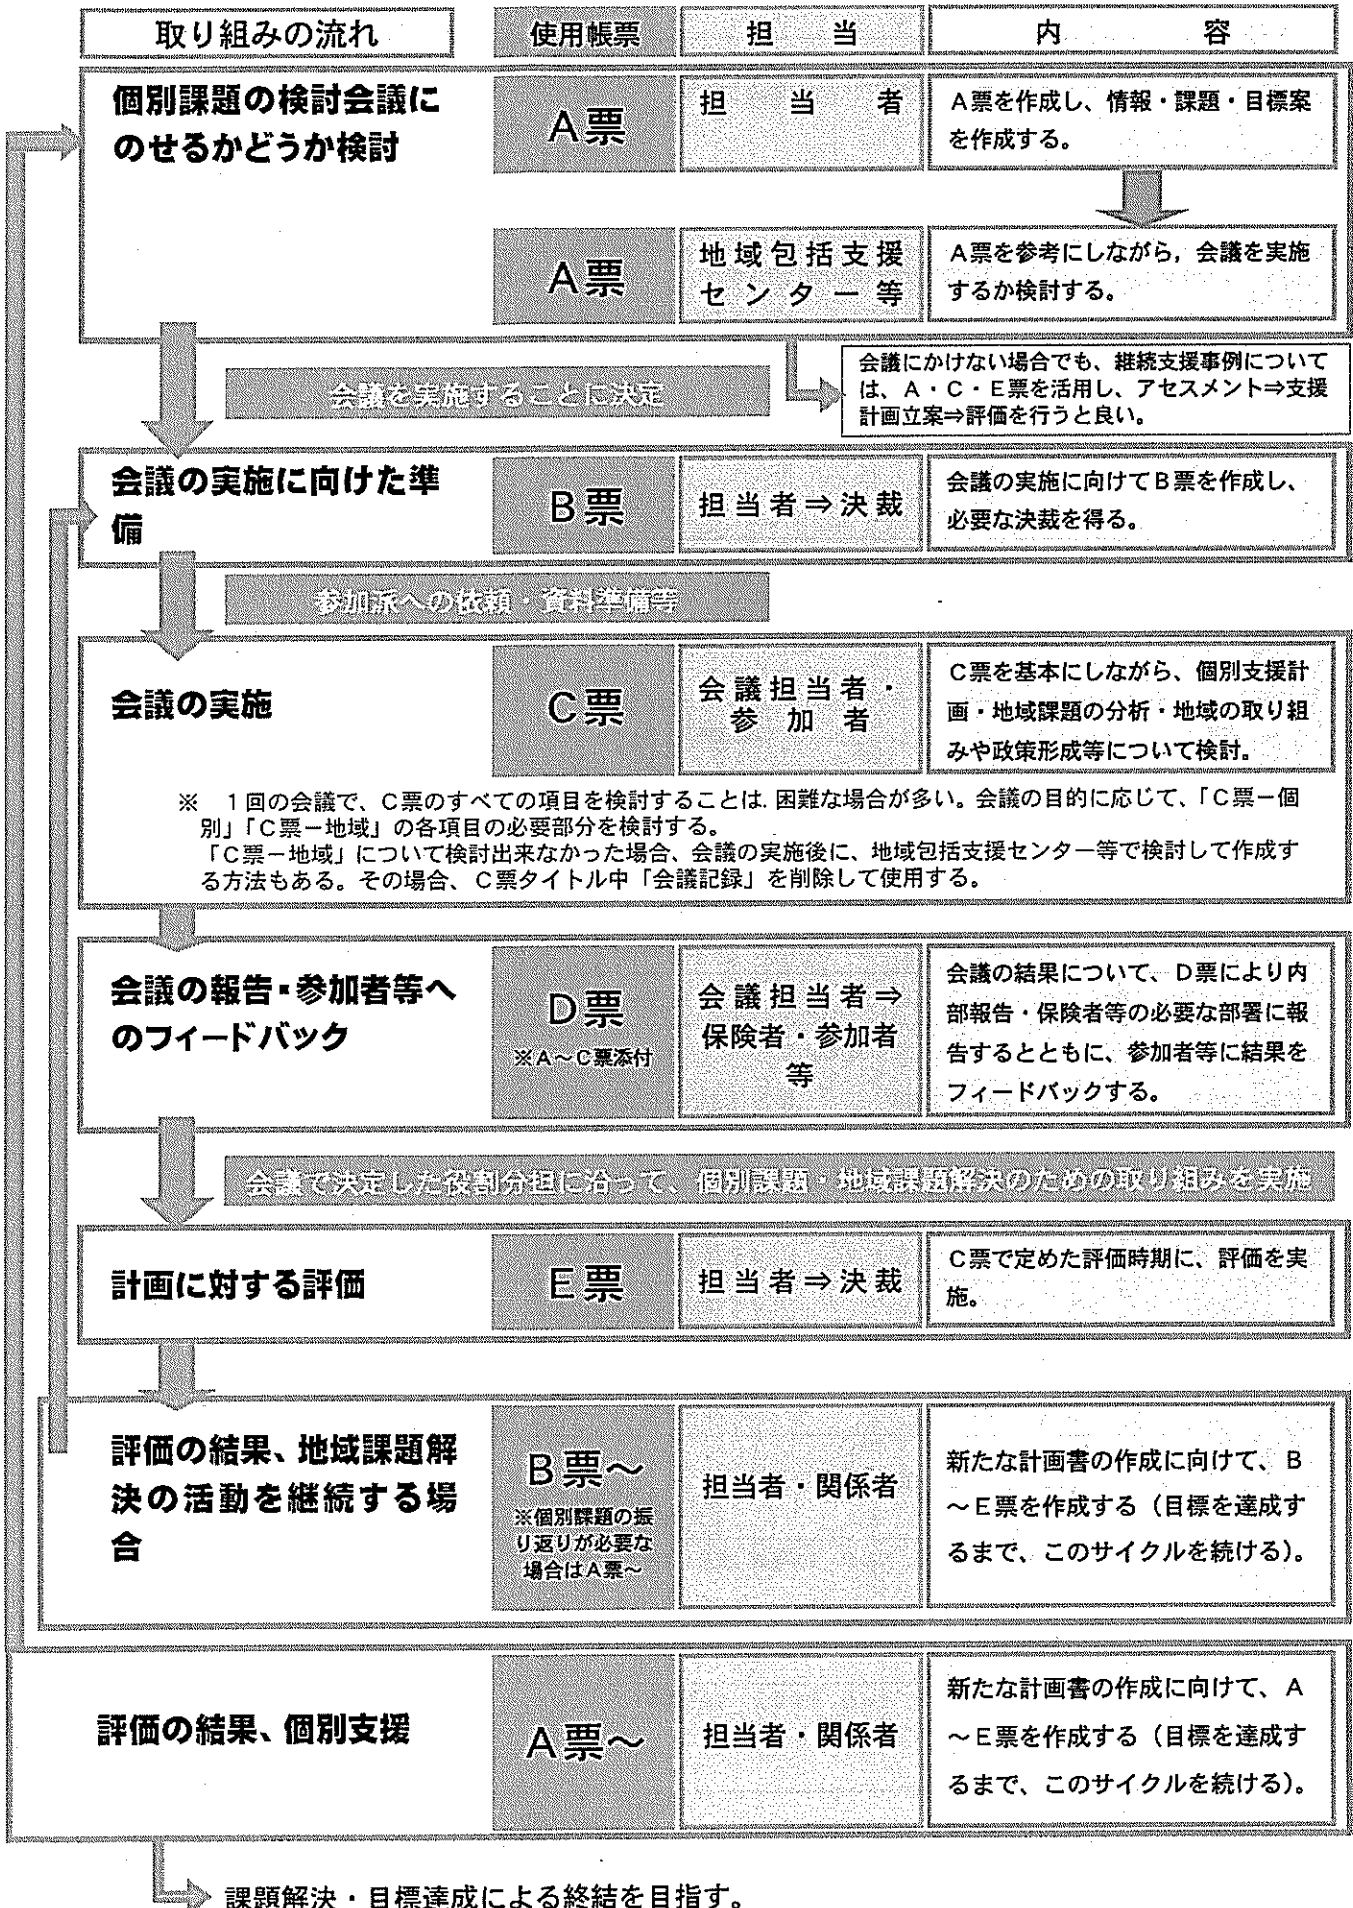 取り組みの流れ
使用帳票
担　当
内　容
個別課題の検討会議に
のせるかどうか検討
A票
担　当　者
A票を作成し、情報・課題・目標案
を作成する。
A票
地域包括支援
センター等
A票を参考にしながら，会議を実施
するか検討する。
会議を実施することに決定
会議にかけない場合でも、継続支援事例について
は、A・C・E票を活用し、アセスメント⇒支援
計画立案⇒評価を行うと良い。
会議の実施に向けた準
備
B票
担当者⇒決裁
会議の実施に向けてB票を作成し、
必要な決裁を得る。
参加派への依頼・資料準備等
会議の実施
C票
会議担当者・
参加者
C票を基本にしながら、個別支援計
画・地域課題の分析・地域の取り組
みや政策形成等について検討。
※　1回の会議で、C票のすべての項目を検討することは.困難な場合が多い。会議の目的に応じて、「C票ー個
別」「C票ー地域」の各項目の必要部分を検討する。
「C票ー地域」について検討出来なかった場合、会議の実施後に、地域包括支援センター等で検討して作成す
る方法もある。その場合、C票タイトル中「会議記録」を削除して使用する。
会議の報告・参加者等へ
のフィードバック
D票
※A～C票添付
会議担当者⇒
保険者・参加者
等
会議の結果について、D票により内
部報告・保険者等の必要な部署に報
告するとともに、参加者等に結果を
フィードバックする。
会議で決定した役割分担に沿って、個別課題・地域課題解決のための取り組みを実施
計画に対する評価
E票
担当者⇒決裁
C票で定めた評価時期に、評価を実
施。
評価の結果、地域課題解
決の活動を継続する場
合
B票～
※個別課題の振
り返りが必要な
場合はA票～
担当者・関係者
新たな計画書の作成に向けて、B
～E票を作成する（目標を達成す
るまで、このサイクルを続ける）。
評価の結果、個別支援
A票～
担当者・関係者
新たな計画書の作成に向けて、A
～E票を作成する（目標を達成す
るまで、このサイクルを続ける）。
課題解決・目標達成による終結を目指す。